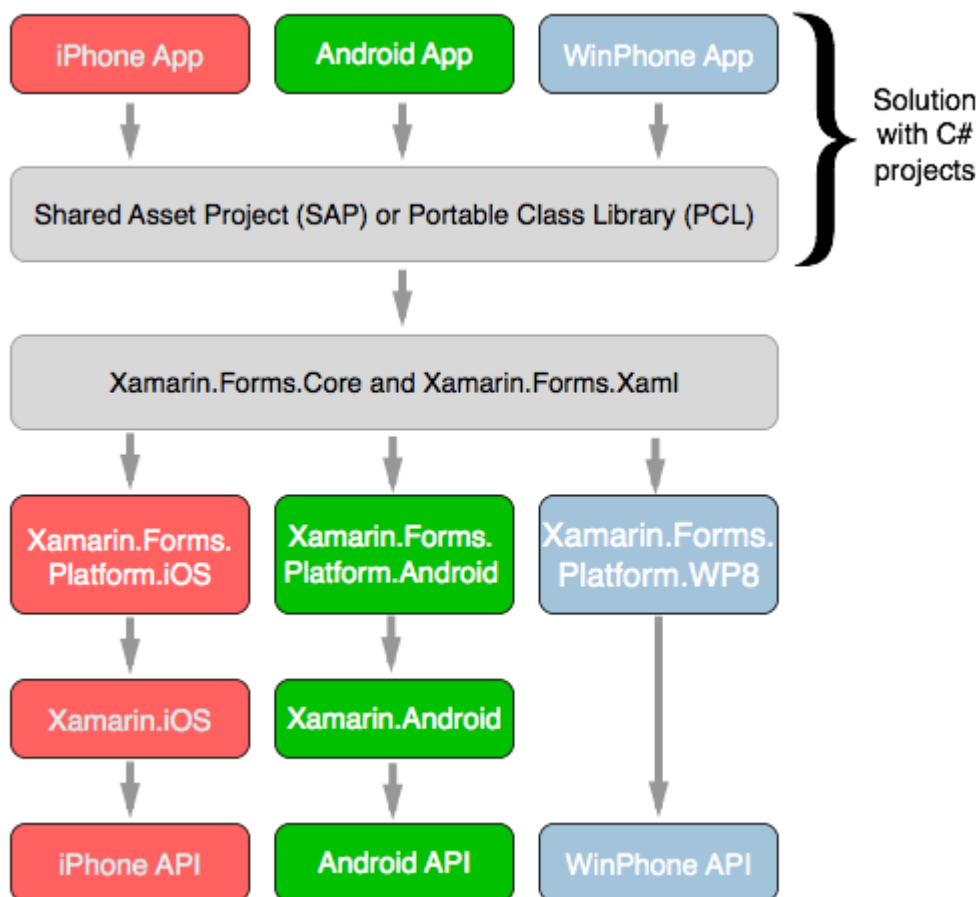 iPhone App
Android App
WinPhone App
Solution
with C#
projects
Shared Asset Project (SAP) or Portable Class Library (PCL)
Xamarin.Forms.Core and Xamarin.Forms.Xaml
Xamarin.Forms.
Platform.iOS
Xamarin.Forms.
Platform.Android
Xamarin.Forms.
Platform.WP8
Xamarin.iOS
Xamarin.Android
iPhone API
Android API
WinPhone API